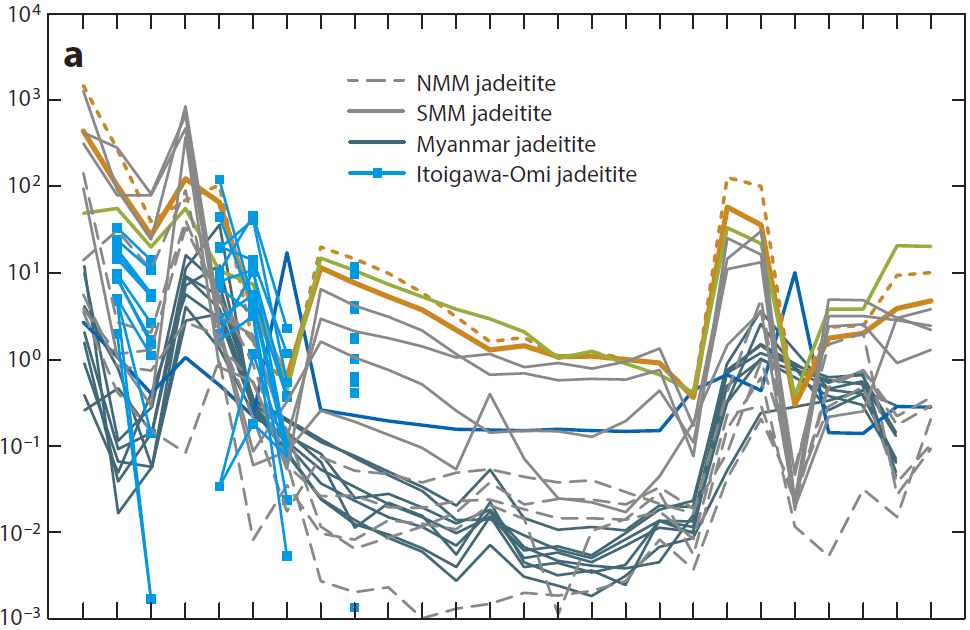 10⁴
a
10³
NMM jadeitite
SMM jadeitite
Myanmar jadeitite
10²
Itoigawa-Omi jadeitite
10¹
10⁰
10⁻¹
10⁻²
10⁻³